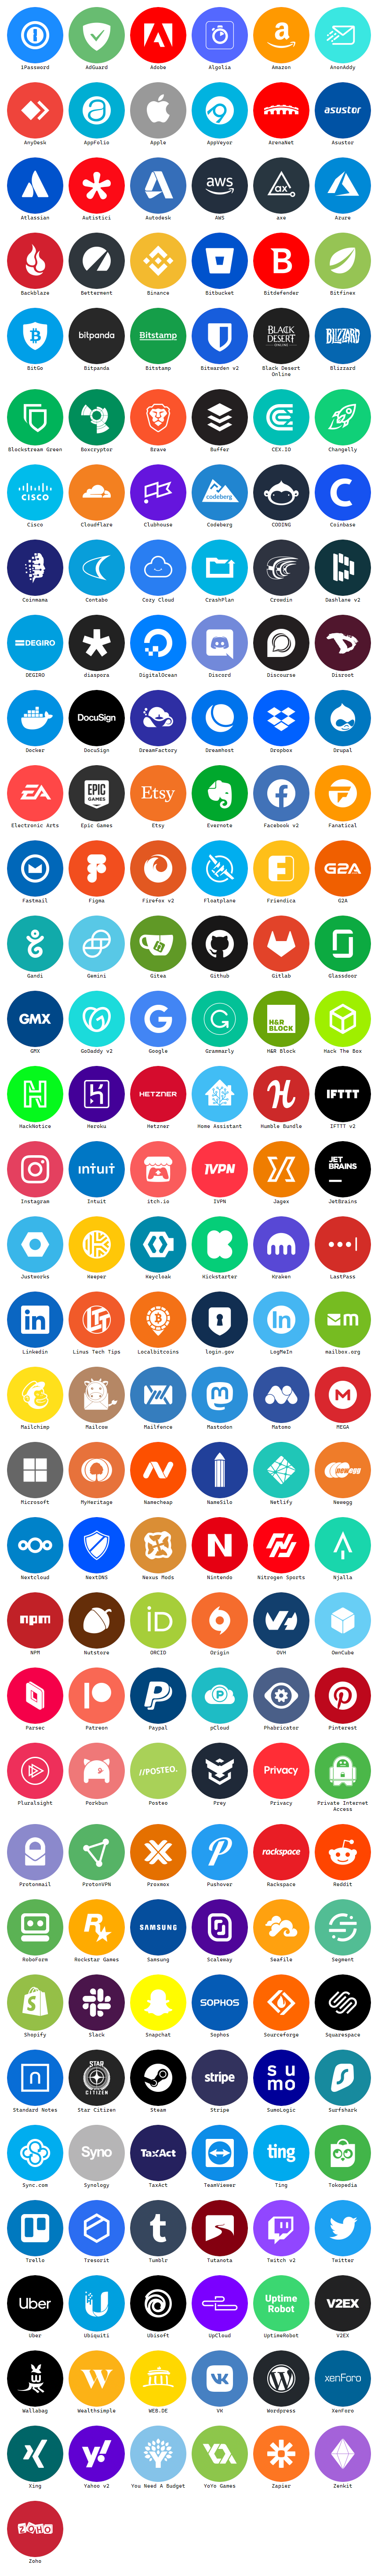 1Password AdGuard Adobe Algolia Amazon AnonAddy
asustor
AnyDesk AppFolio Apple AppVeyor ArenaNet Asustor
aws ax
Atlassian Autistici Autodesk AWS axe Azure
B
Backblaze Betterment Binance Bitbucket Bitdefender Bitfinex
bitpanda Bitstamp BLACK DESERT ONLINE BLIZZARD
BitGo Bitpanda Bitstamp Bitwarden v2 Black Desert Online Blizzard
Blockstream Green Boxcryptor Brave Buffer CEX.IO Changelly
CISCO codeberg
Cisco Cloudflare Clubhouse Codeberg CODING Coinbase
Coinmama Contabo Cozy Cloud CrashPlan Crowdin Dashlane v2
DEGIRO
DEGIRO diaspora DigitalOcean Discord Discourse Disroot
DocuSign
Docker DocuSign DreamFactory Dreamhost Dropbox Drupal
EA EPIC GAMES Etsy
Electronic Arts Epic Games Etsy Evernote Facebook v2 Fanatical
G2A
Fastmail Figma Firefox v2 Floatplane Friendica G2A
Gandi Gemini Gitea Github Gitlab Glassdoor
GMX G H&R BLOCK
GMX GoDaddy v2 Google Grammarly H&R Block Hack The Box
HETZNER H IFTTT
HackNotice Heroku Hetzner Home Assistant Humble Bundle IFTTT v2
intuit IVPN JET BRAINS
Instagram Intuit itch.io IVPN Jagex JetBrains
Justworks Keeper Keycloak Kickstarter Kraken LastPass
in LTT In m
Linkedin Linus Tech Tips Localbitcoins login.gov LogMeIn mailbox.org
M
Mailchimp Mailcow Mailfence Mastodon Matomo MEGA
newegg
Microsoft MyHeritage Namecheap NameSilo Netlify Newegg
N
Nextcloud NextDNS Nexus Mods Nintendo Nitrogen Sports Njalla
npm iD
NPM Nutstore ORCID Origin OVH OwnCube
P
Parsec Patreon Paypal pCloud Phabricator Pinterest
//POSTEO. Privacy
Pluralsight Porkbun Posteo Prey Privacy Private Internet Access
rackspace
Protonmail ProtonVPN Proxmox Pushover Rackspace Reddit
R SAMSUNG
RoboForm Rockstar Games Samsung Scaleway Seafile Segment
S SOPHOS
Shopify Slack Snapchat Sophos Sourceforge Squarespace
STAR CITIZEN stripe sumo
Standard Notes Star Citizen Steam Stripe SumoLogic Surfshark
Syno TaxAct ting
Sync.com Synology TaxAct TeamViewer Ting Tokopedia
t
Trello Tresorit Tumblr Tutanota Twitch v2 Twitter
Uber Uptime Robot V2EX
Uber Ubiquiti Ubisoft UpCloud UptimeRobot V2EX
W VK W xenForo
Wallabag Wealthsimple WEB.DE VK Wordpress XenForo
y!
Xing Yahoo v2 You Need A Budget YoYo Games Zapier Zenkit
ZOHO
Zoho